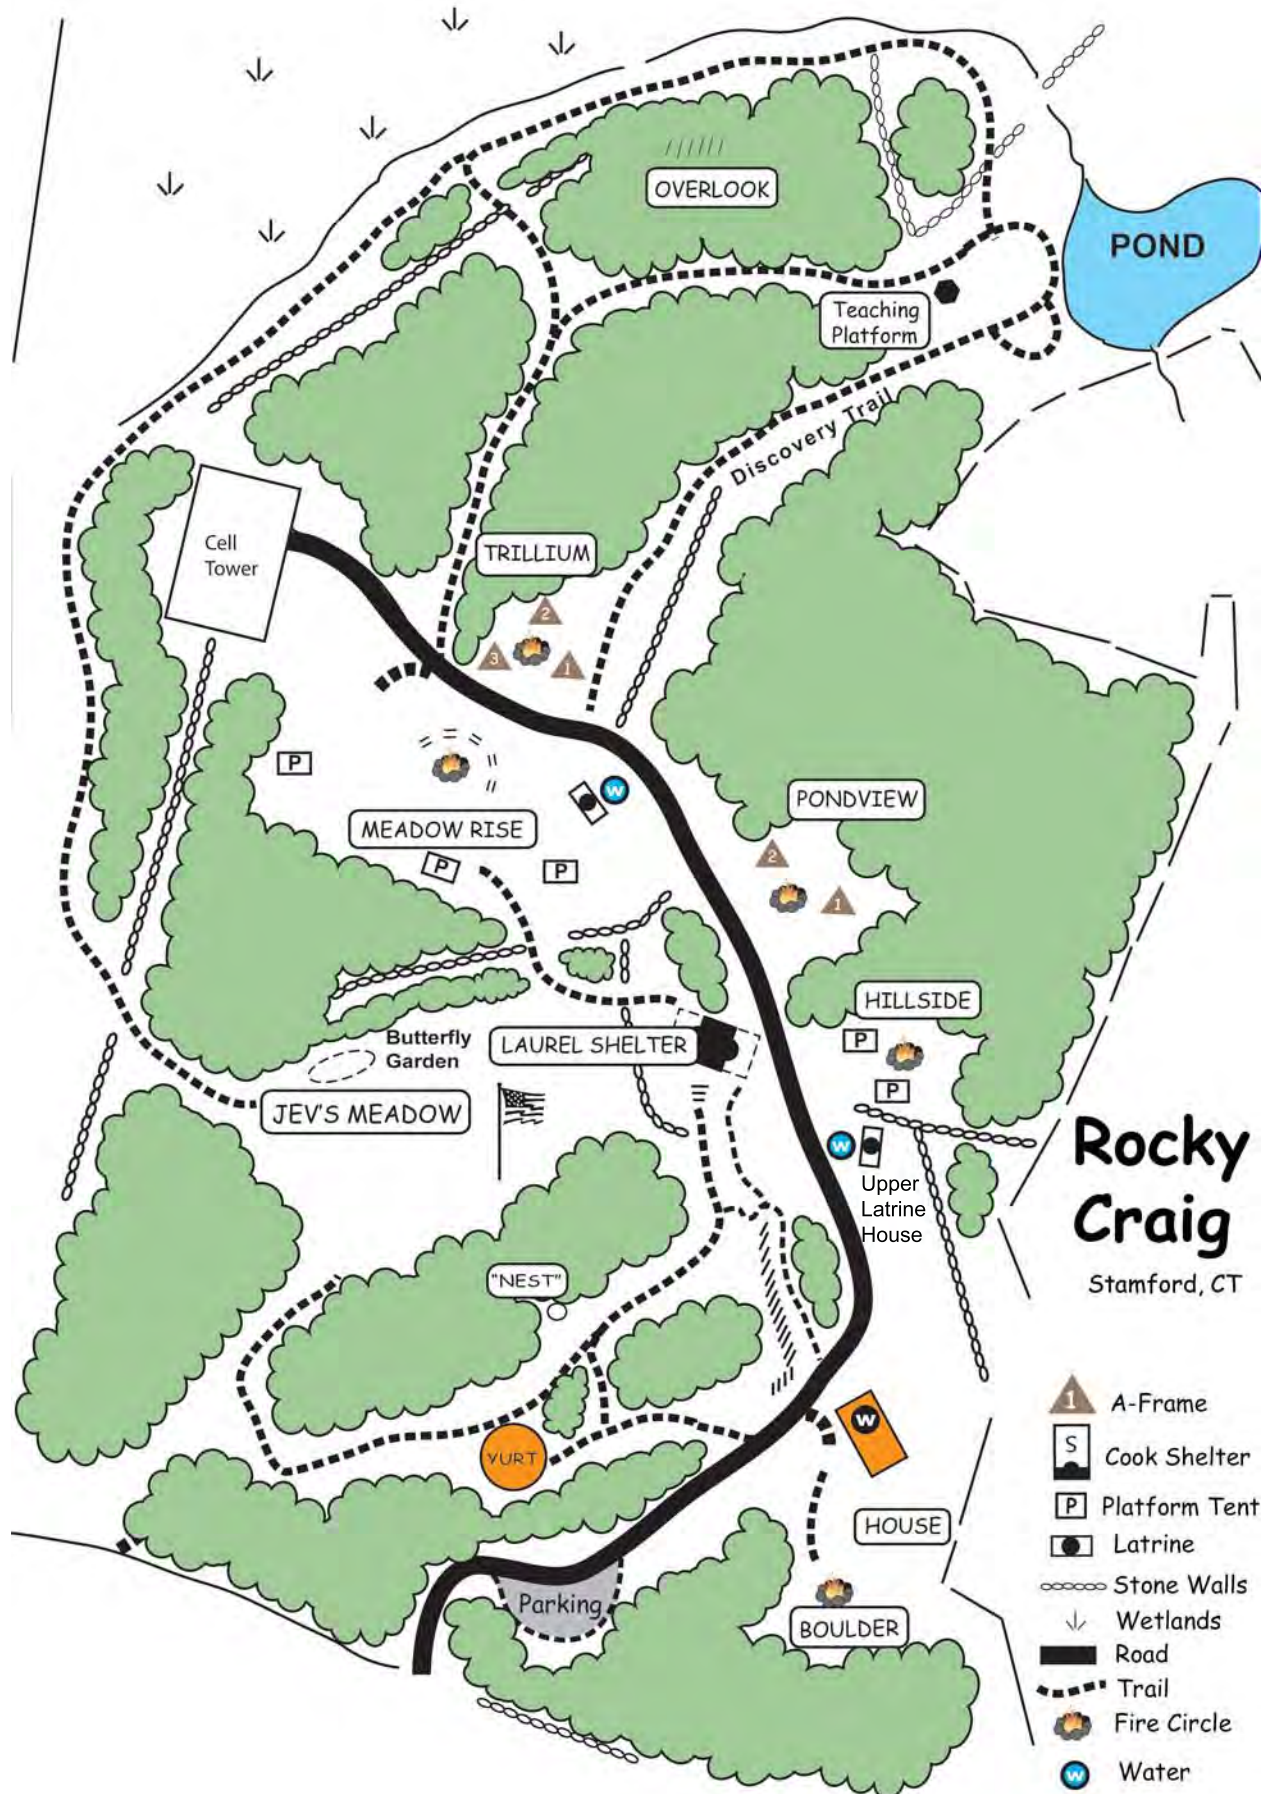 OVERLOOK
POND
Teaching
Platform
Discovery Trail
Cell
Tower
TRILLIUM
2
3
1
P
W
PONDVIEW
MEADOW RISE
P
P
2
1
HILLSIDE
P
Butterfly
Garden
LAUREL SHELTER
P
JEV'S MEADOW
W
Upper
Latrine
House
Rocky
Craig
Stamford, CT
"NEST"
W
YURT
HOUSE
Parking
BOULDER
1 A-Frame
S Cook Shelter
P Platform Tent
Latrine
Stone Walls
Wetlands
Road
Trail
Fire Circle
W Water